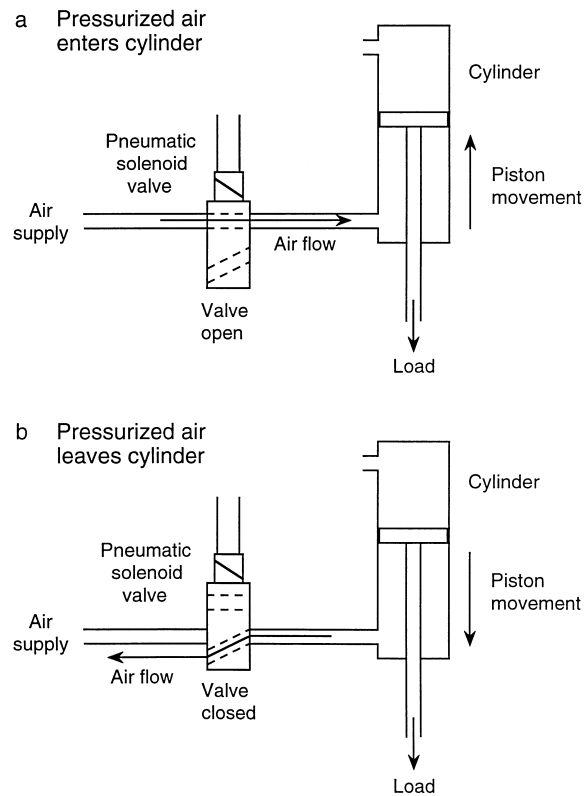 a Pressurized air
enters cylinder
Cylinder
Pneumatic
solenoid
valve
Piston
movement
Air
supply
Air flow
Valve
open
Load
b Pressurized air
leaves cylinder
Cylinder
Pneumatic
solenoid
valve
Piston
movement
Air
supply
Air flow
Valve
closed
Load